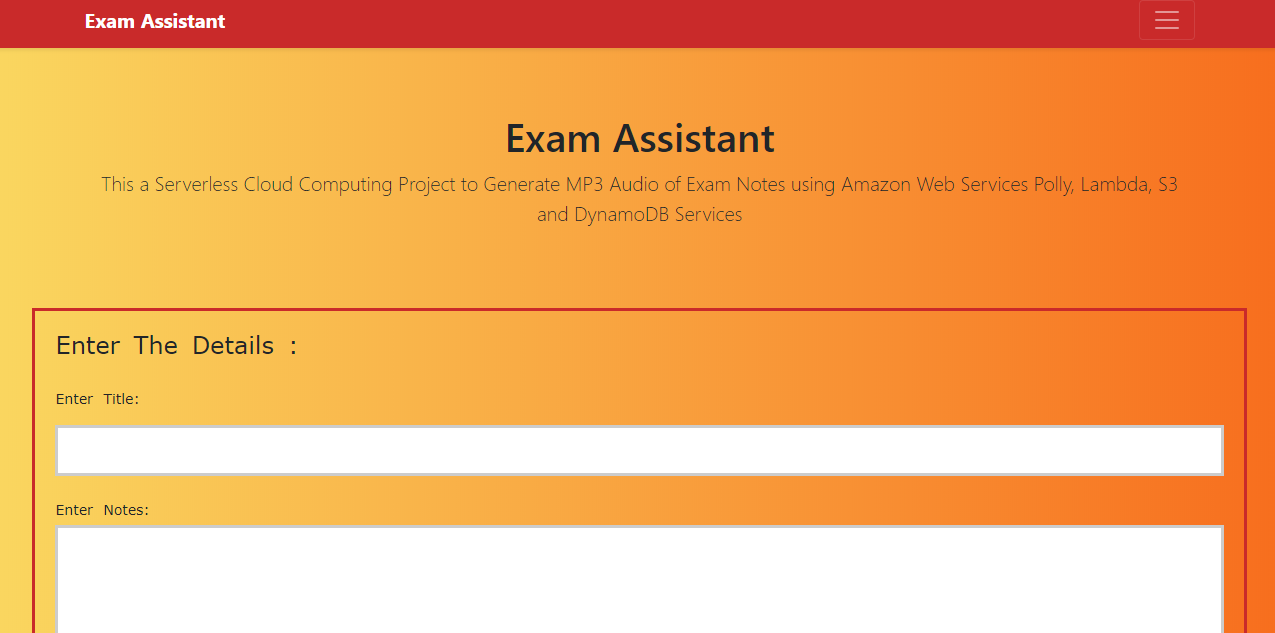 Exam Assistant
Exam Assistant
This a Serverless Cloud Computing Project to Generate MP3 Audio of Exam Notes using Amazon Web Services Polly, Lambda, S3
and DynamoDB Services
Enter The Details :
Enter Title:
Enter Notes: